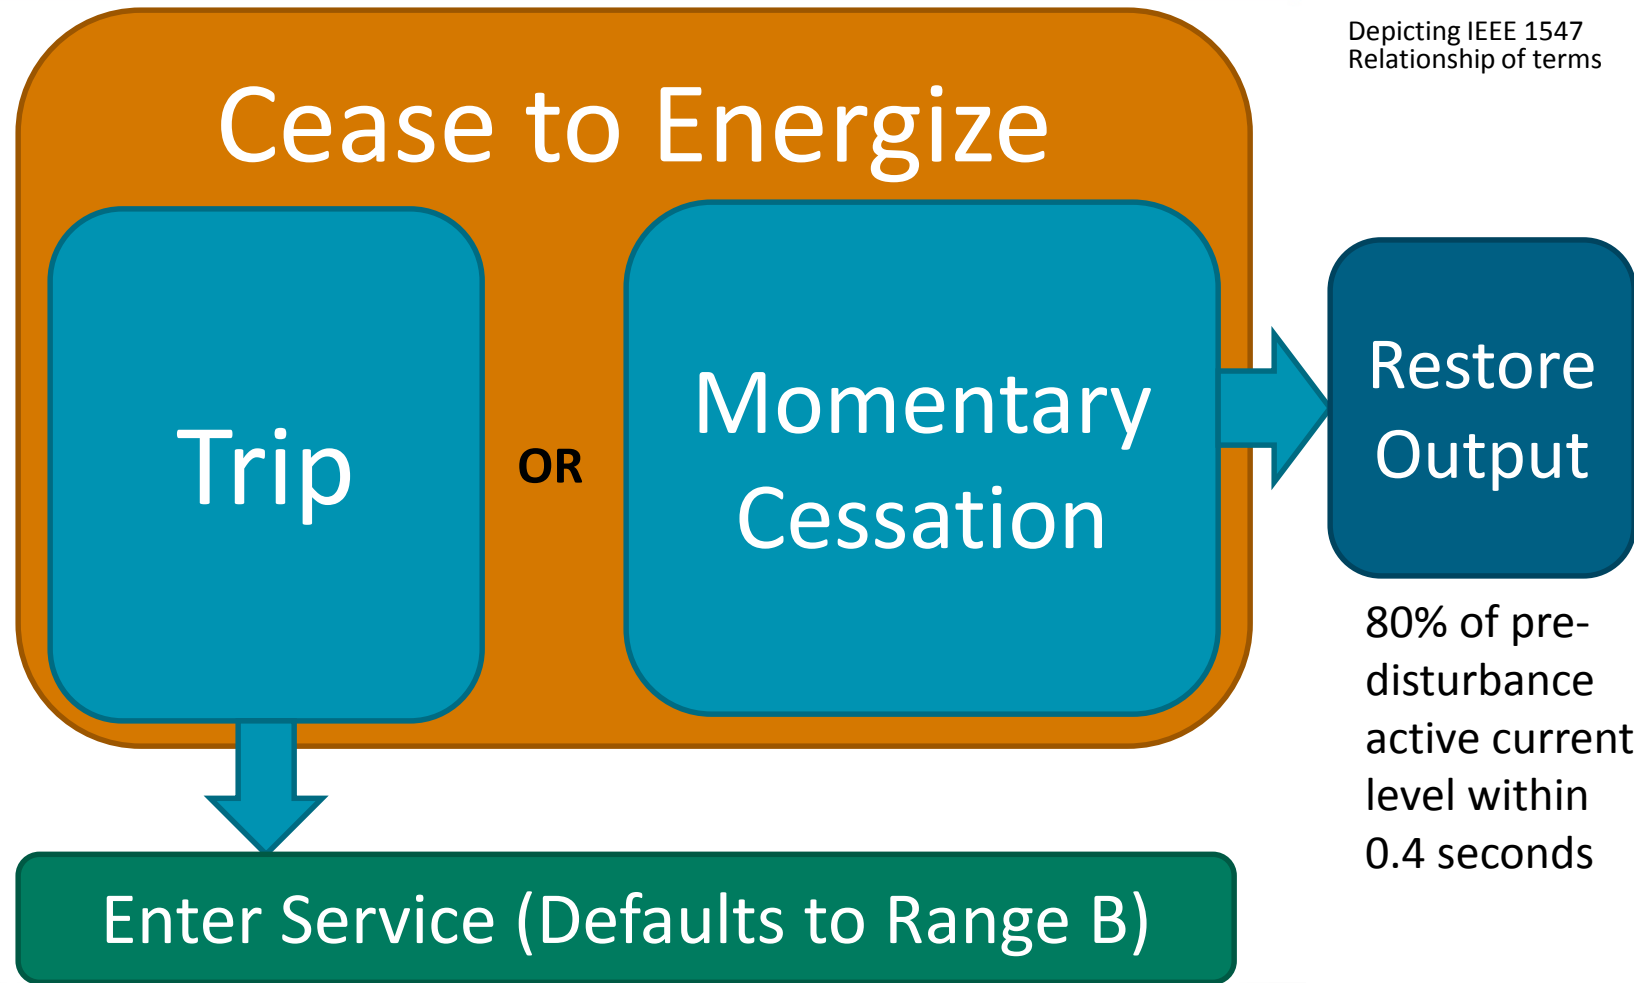 Depicting IEEE 1547
Relationship of terms
Cease to Energize
Trip
OR
Momentary
Cessation
Restore
Output
80% of pre-
disturbance
active current
level within
0.4 seconds
Enter Service (Defaults to Range B)